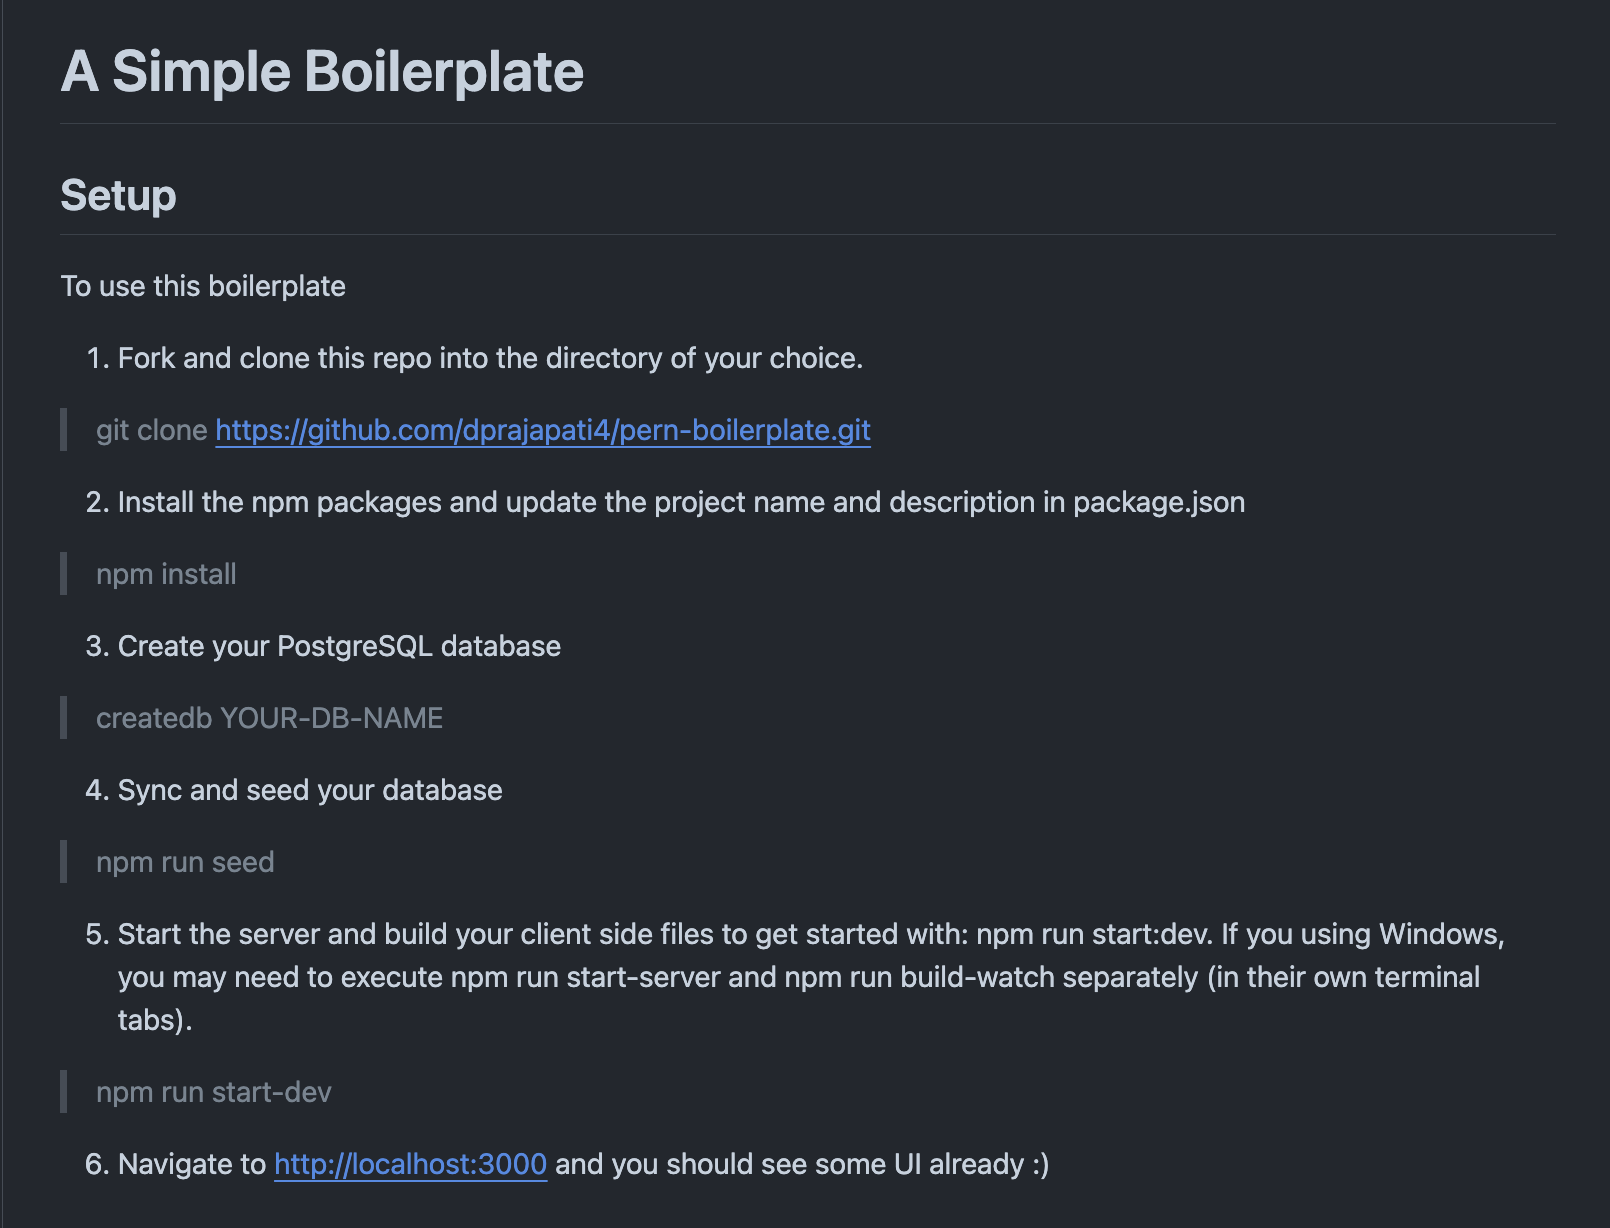 A Simple Boilerplate
Setup
To use this boilerplate
1. Fork and clone this repo into the directory of your choice.
git clone https://github.com/dprajapati4/pern-boilerplate.git
2. Install the npm packages and update the project name and description in package.json
npm install
3. Create your PostgreSQL database
createdb YOUR-DB-NAME
4. Sync and seed your database
npm run seed
5. Start the server and build your client side files to get started with: npm run start:dev. If you using Windows,
you may need to execute npm run start-server and npm run build-watch separately (in their own terminal
tabs).
npm run start-dev
6. Navigate to http://localhost:3000 and you should see some UI already :)